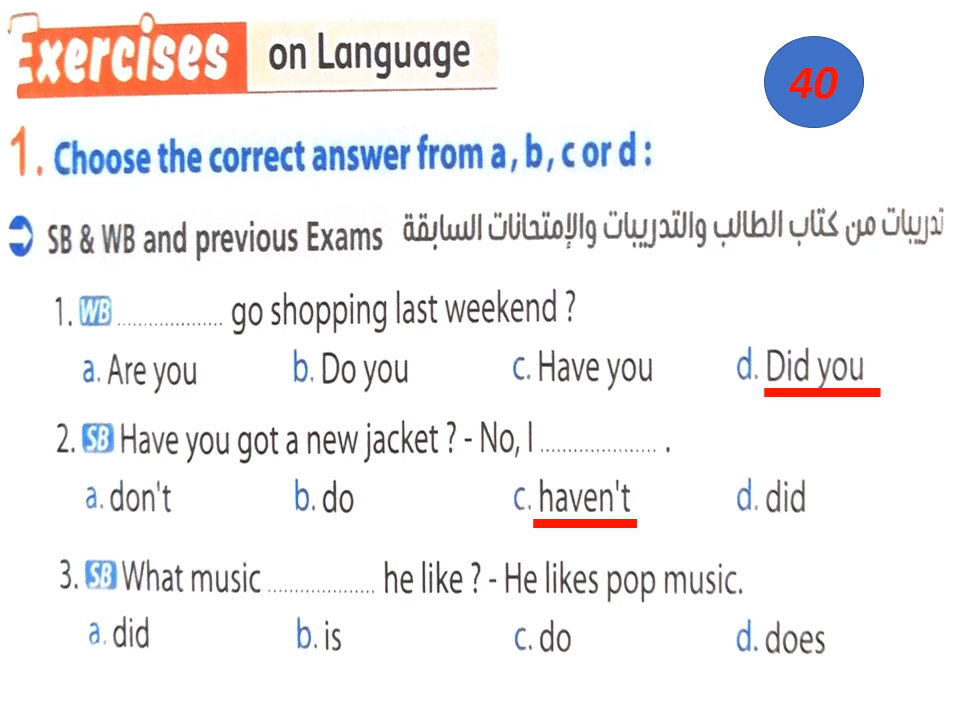 Exercises on Language
40
1. Choose the correct answer from a, b, c or d :
SB & WB and previous Exams تدريبات من كتاب الطالب والتدريبات والإمتحانات السابقة
1. WB .................... go shopping last weekend ?
a. Are you b. Do you c. Have you d. Did you
2. SB Have you got a new jacket ? - No, I ...................... .
a. don't b. do c. haven't d. did
3. SB What music .................... he like ? - He likes pop music.
a. did b. is c. do d. does